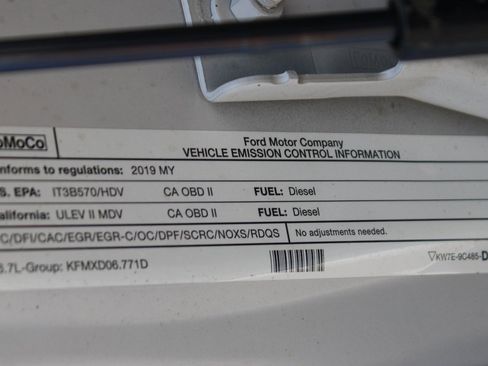 oMoCo
Ford Motor Company
VEHICLE EMISSION CONTROL INFORMATION
nforms to regulations: 2019 MY
S. EPA: IT3B570/HDV CA OBD II FUEL: Diesel
alifornia: ULEV II MDV CA OBD II FUEL: Diesel
C/DFI/CAC/EGR/EGR-C/OC/DPF/SCRC/NOXS/RDQS No adjustments needed.
6.7L-Group: KFMXD06.771D
KW7E-9C485-D